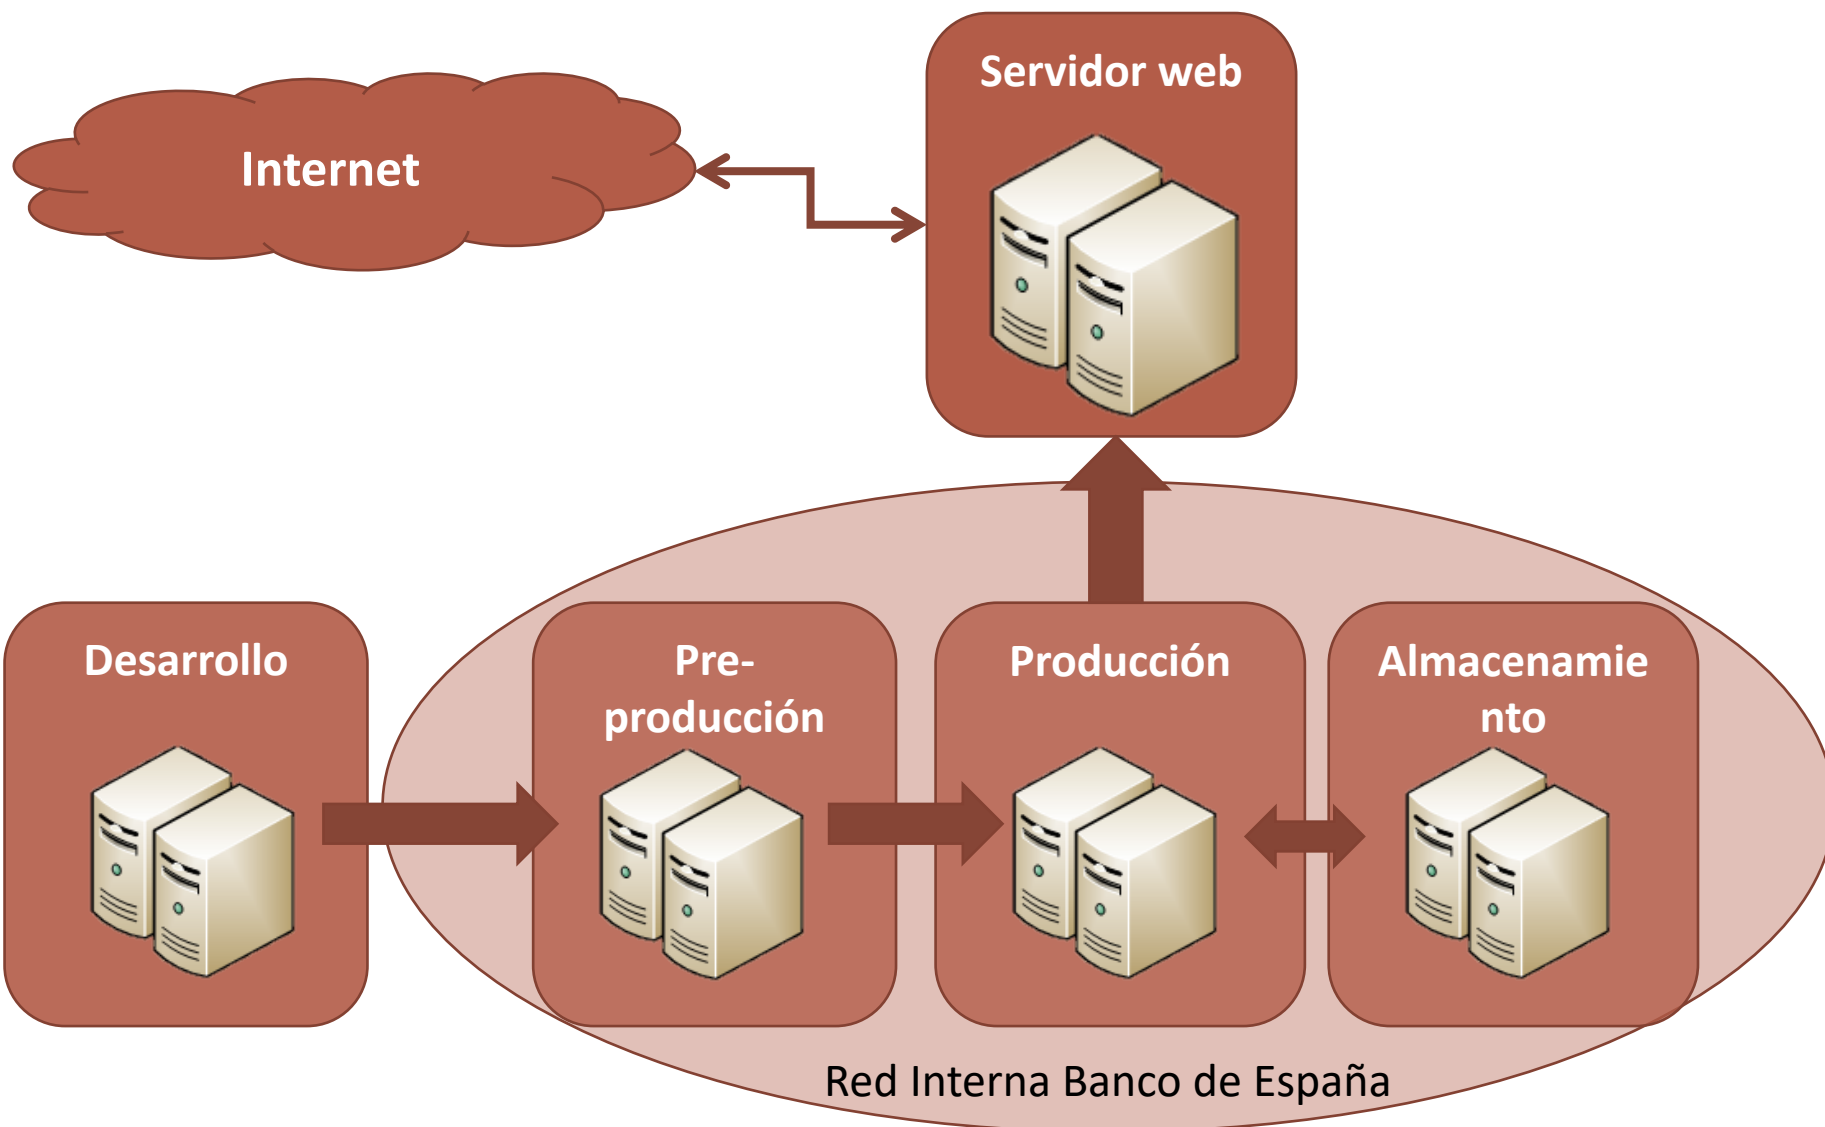 Servidor web
Internet
Desarrollo
Pre-
producción
Producción
Almacenamie
nto
Red Interna Banco de España